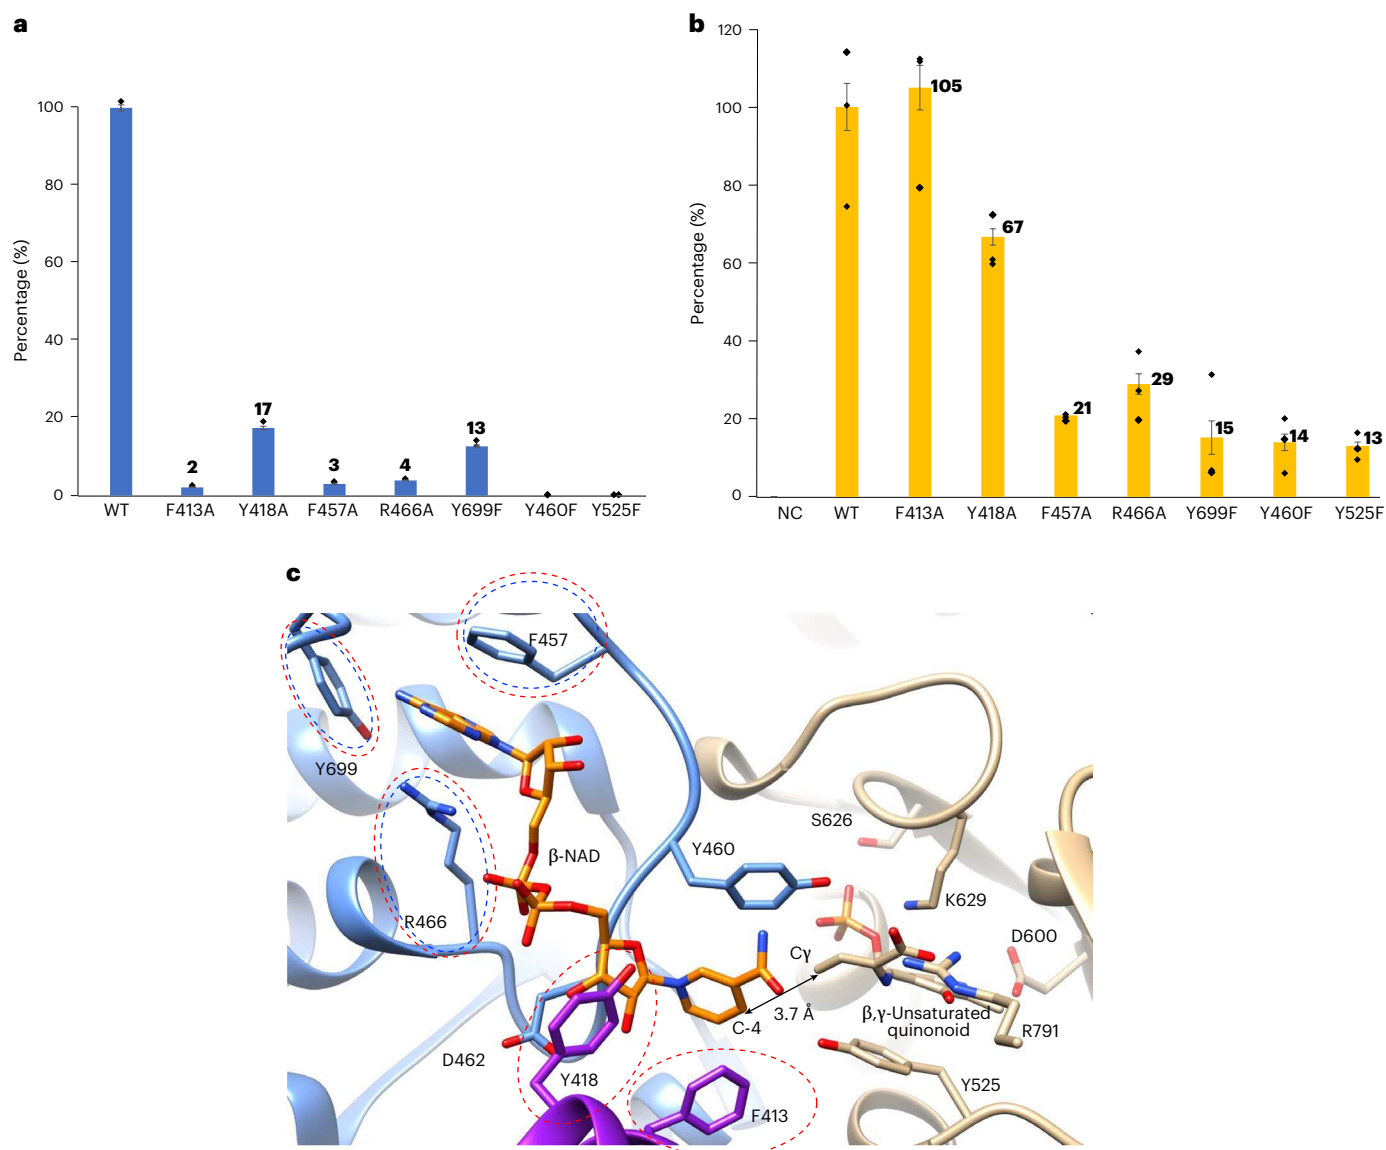 a
Percentage (%)
100
80
60
40
20
0
2
17
3
4
13
WT F413A Y418A F457A R466A Y699F Y460F Y525F
b
Percentage (%)
120
100
80
60
40
20
0
105
67
21
29
15
14
13
NC WT F413A Y418A F457A R466A Y699F Y460F Y525F
c
F457
Y699
S626
β-NAD
Y460
K629
R466
D600
Cγ
3.7 Å
β,γ-Unsaturated
quinonoid
C-4
R791
D462
Y418
Y525
F413